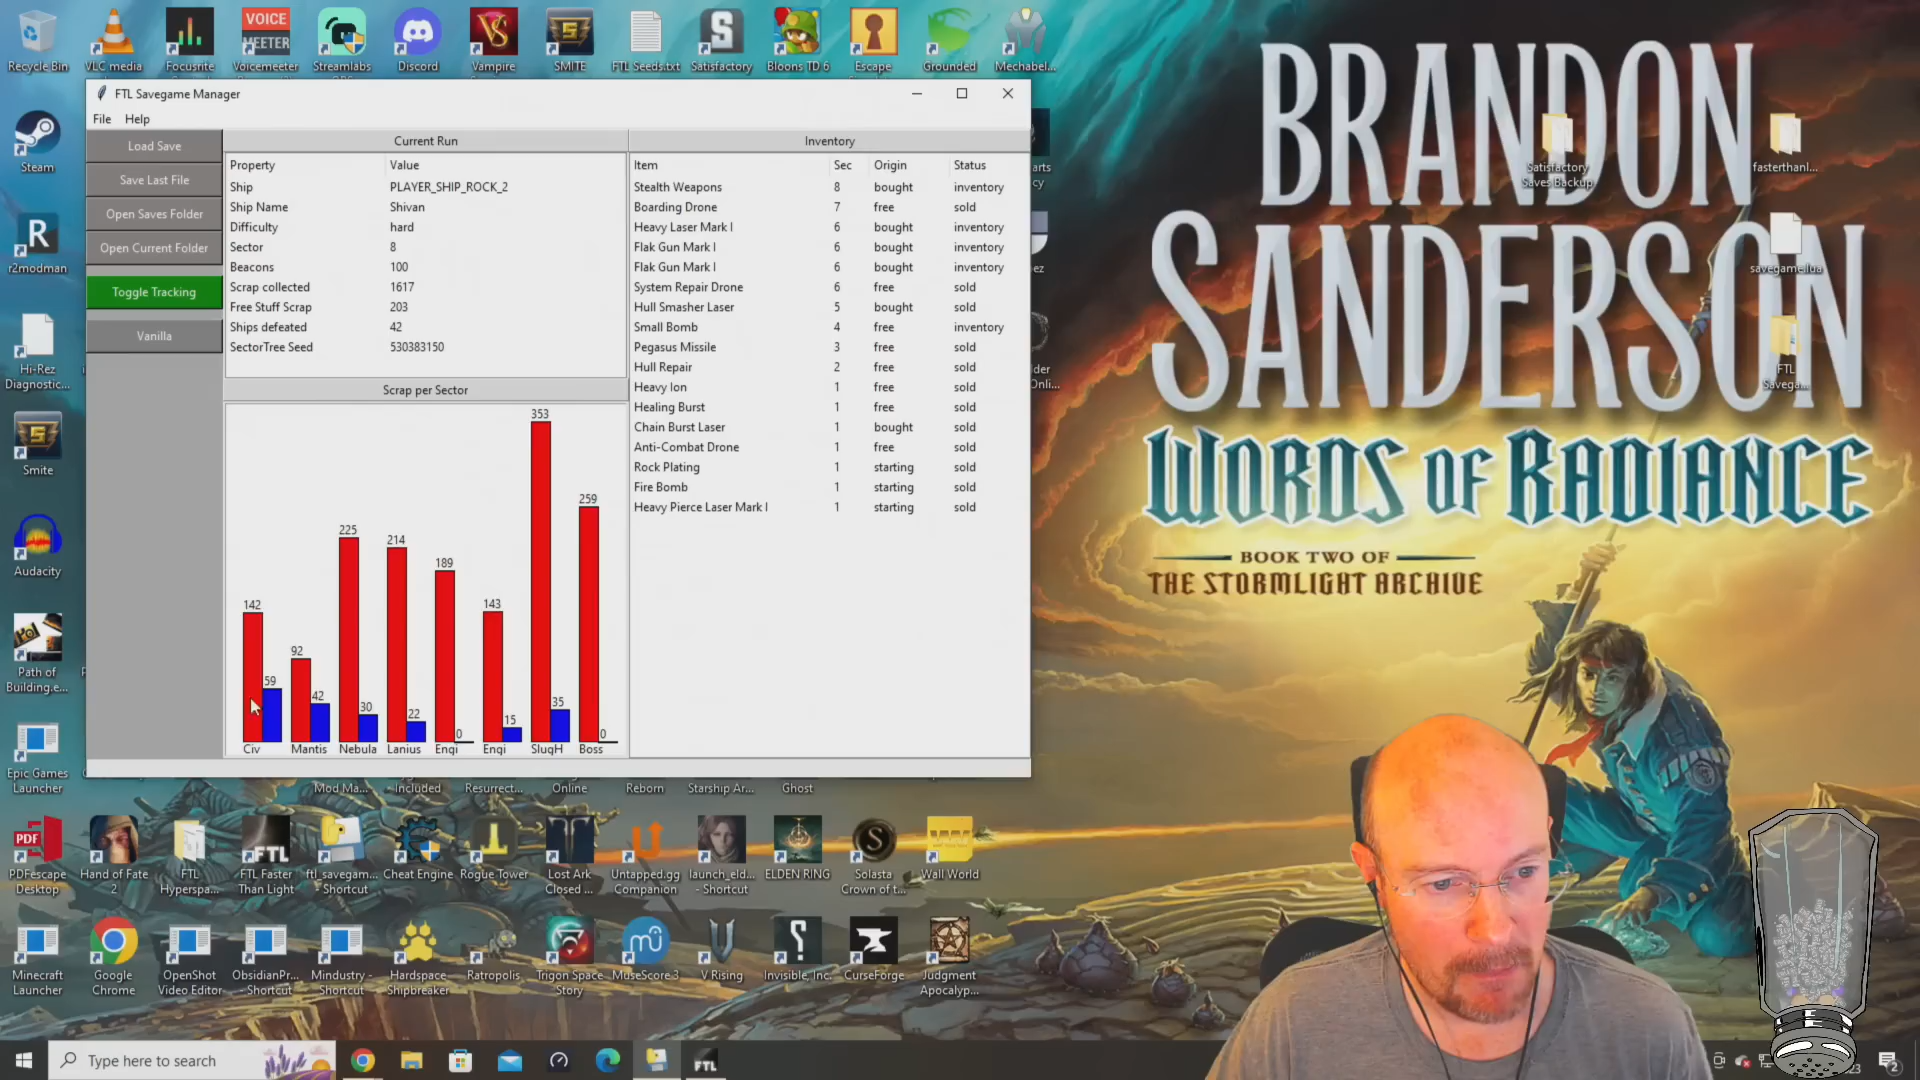 Recycle Bin
VLC media
Focusrite
VOICE
MEETER
Voicemeeter
Streamlabs
Discord
Vampire
SMITE
FTL Seeds.txt
Satisfactory
Bloons TD 6
Escape
Grounded
Mechabel...
FTL Savegame Manager
File Help
Load Save
Save Last File
Open Saves Folder
Open Current Folder
Toggle Tracking
Vanilla
Current Run
Property Value
Ship PLAYER_SHIP_ROCK_2
Ship Name Shivan
Difficulty hard
Sector 8
Beacons 100
Scrap collected 1617
Free Stuff Scrap 203
Ships defeated 42
SectorTree Seed 530383150
Scrap per Sector
142 59 92 42 225 30 214 22 189 0 143 15 353 35 259 0
Civ Mantis Nebula Lanius Engi Engi SlugH Boss
Inventory
Item Sec Origin Status
Stealth Weapons 8 bought inventory
Boarding Drone 7 free sold
Heavy Laser Mark I 6 bought inventory
Flak Gun Mark I 6 bought inventory
Flak Gun Mark I 6 bought inventory
System Repair Drone 6 free sold
Hull Smasher Laser 5 bought sold
Small Bomb 4 free inventory
Pegasus Missile 3 free sold
Hull Repair 2 free sold
Heavy Ion 1 free sold
Healing Burst 1 free sold
Chain Burst Laser 1 bought sold
Anti-Combat Drone 1 free sold
Rock Plating 1 starting sold
Fire Bomb 1 starting sold
Heavy Pierce Laser Mark I 1 starting sold
BRANDON
SANDERSON
WORDS OF RADIANCE
BOOK TWO OF
THE STORMLIGHT ARCHIVE
Satisfactory
Saves Backup
fasterthanl...
savegame.lua
FTL
Savega...
Steam
R
r2modman
Hi-Rez
Diagnostic...
Smite
Audacity
Path of
Building.e...
Epic Games
Launcher
Mod Ma...
- Included
Resurrect...
Online
Reborn
Starship Ar...
Ghost
PDF
PDFescape
Desktop
Hand of Fate
2
FTL
Hyperspa...
FTL
FTL Faster
Than Light
ftl_savegam...
- Shortcut
Cheat Engine
Rogue Tower
Lost Ark
Closed ...
Untapped.gg
Companion
launch_eld...
- Shortcut
ELDEN RING
Solasta
Crown of t...
Wall World
Minecraft
Launcher
Google
Chrome
OpenShot
Video Editor
ObsidianPr...
- Shortcut
Mindustry -
Shortcut
Hardspace
Shipbreaker
Ratropolis
Trigon Space
Story
MuseScore 3
V Rising
Invisible, Inc.
CurseForge
Judgment
Apocalyp...
Type here to search
FTL
23
2